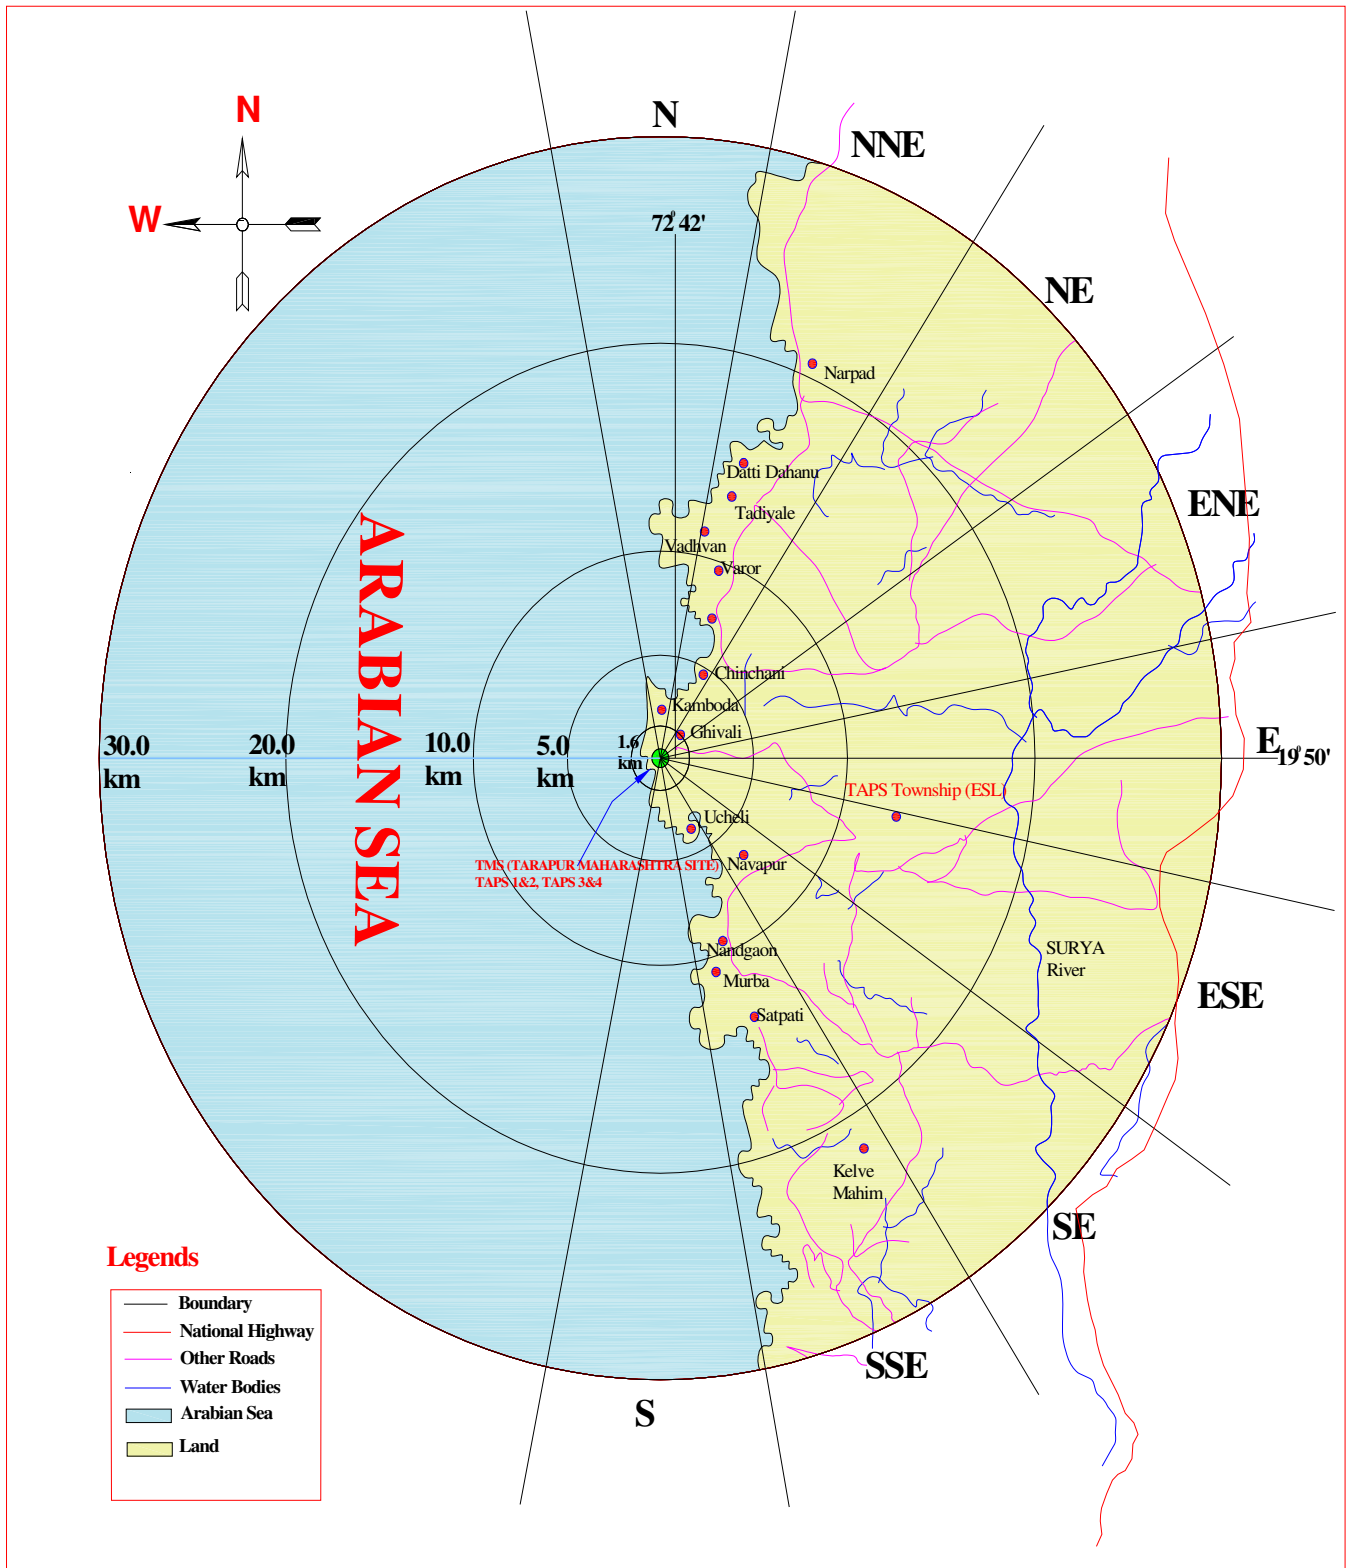 N
N
NNE
W
72° 42'
NE
Narpad
Datti Dahanu
ENE
Tadiyale
Vadhvan
Varor
ARABIAN SEA
Chinchani
Kamboda
Ghivali
30.0
km
20.0
km
10.0
km
5.0
km
1.6
km
E
19° 50'
TAPS Township (ESL)
Ucheli
TMS (TARAPUR MAHARASHTRA SITE)
TAPS 1&2, TAPS 3&4
Navapur
Nandgaon
SURYA
River
Murba
ESE
Satpati
Kelve
Mahim
SE
SSE
S
Legends
Boundary
National Highway
Other Roads
Water Bodies
Arabian Sea
Land